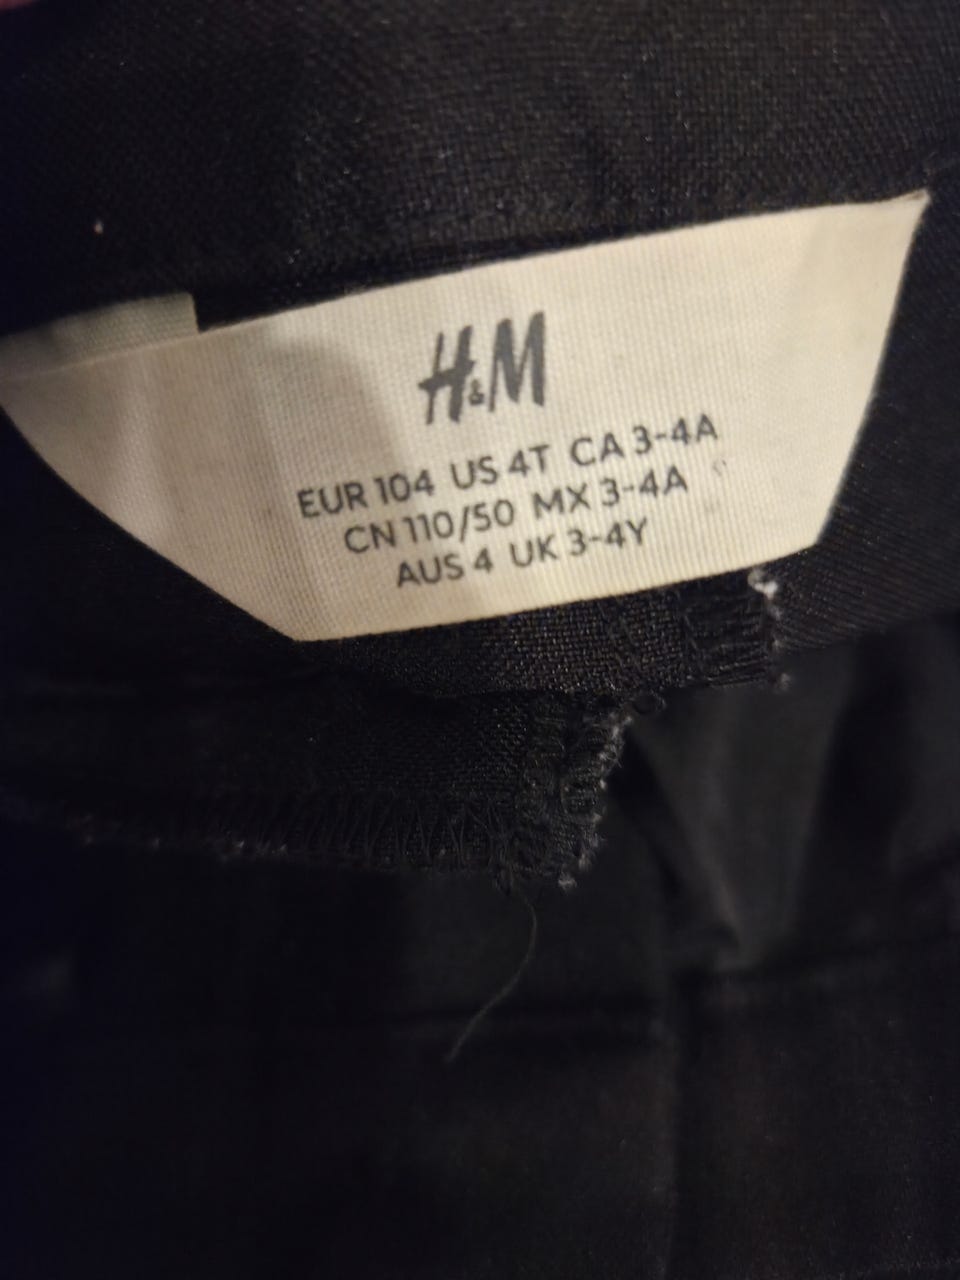 H&M
EUR 104 US 4T CA 3-4A
CN 110/50 MX 3-4A
AUS 4 UK 3-4Y